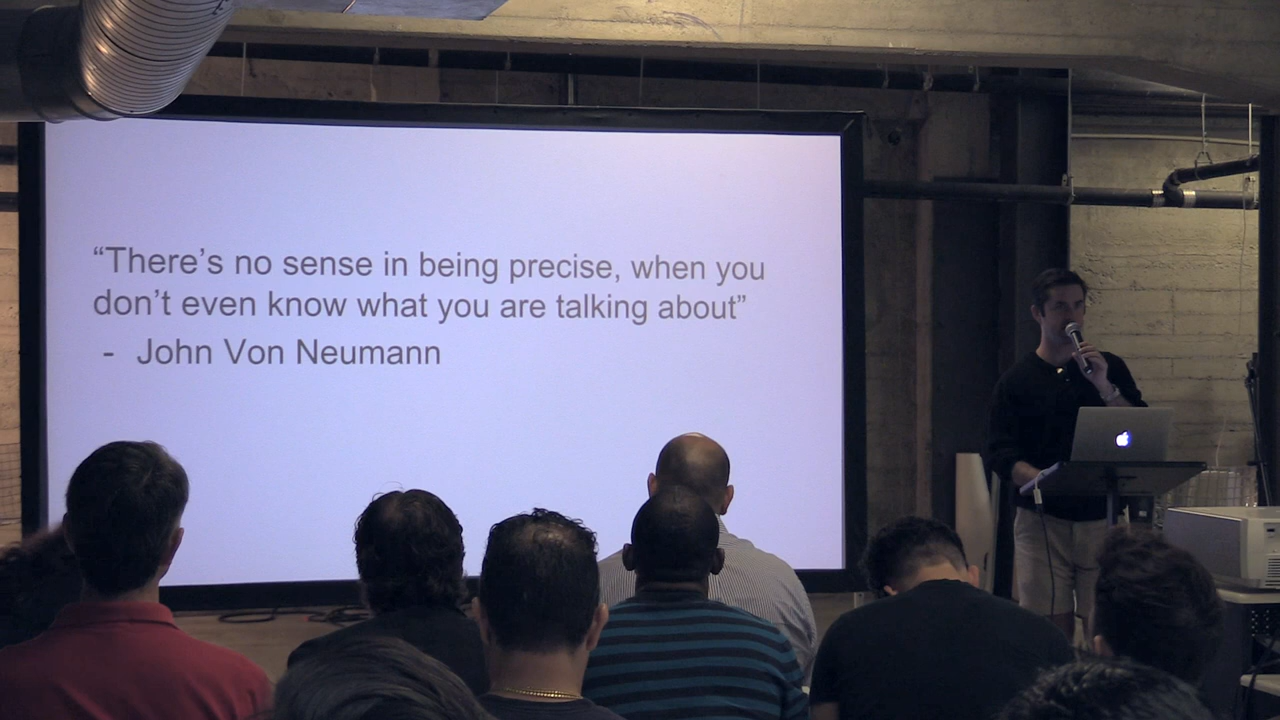 “There’s no sense in being precise, when you
don’t even know what you are talking about”
- John Von Neumann